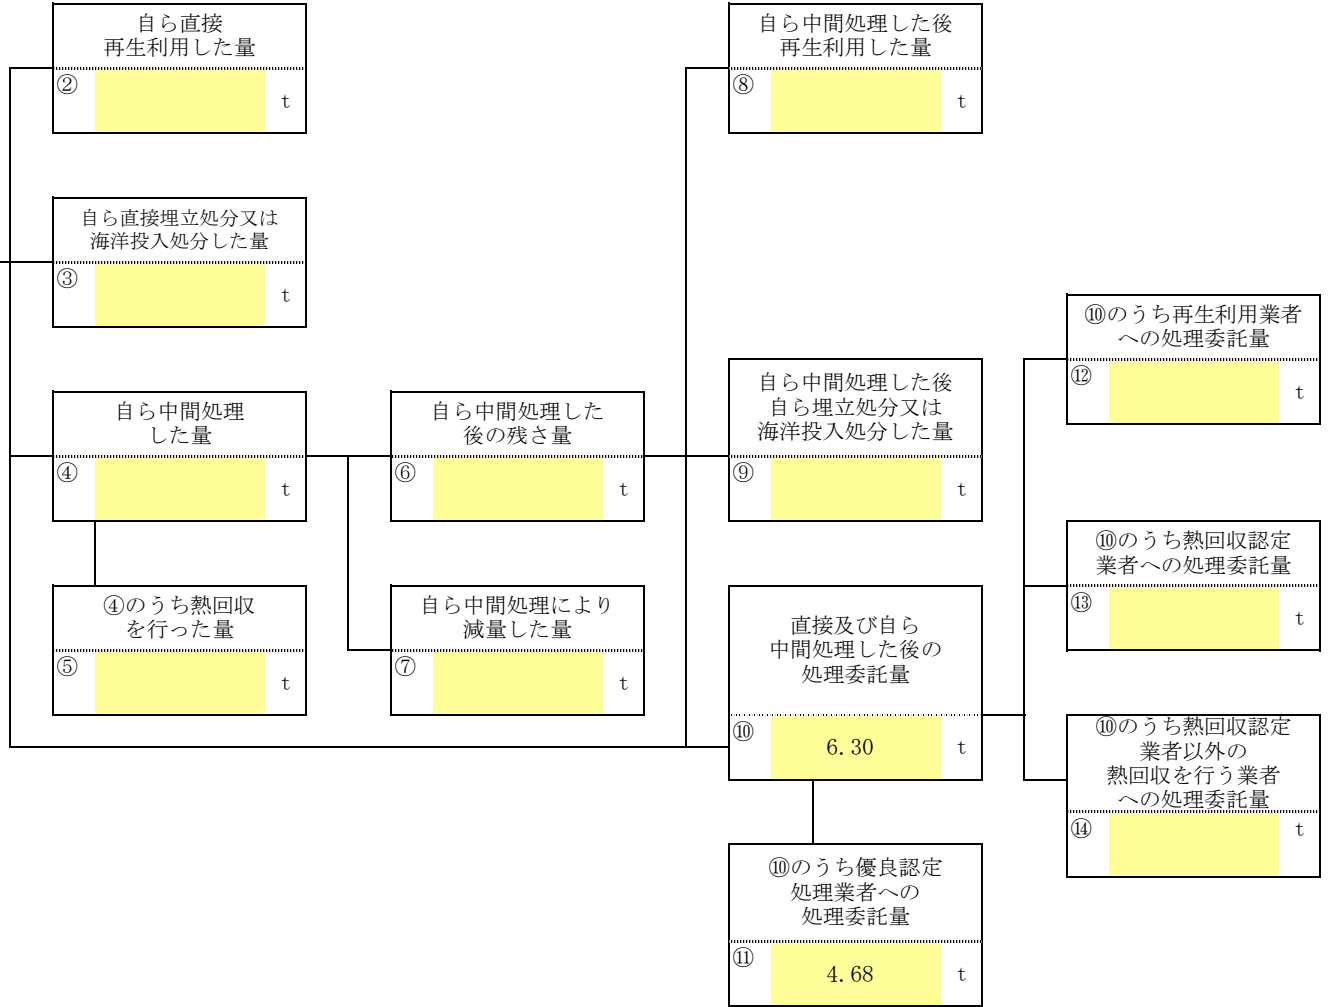 自ら直接
再生利用した量
②
t
自ら中間処理した後
再生利用した量
⑧
t
自ら直接埋立処分又は
海洋投入処分した量
③
t
⑩のうち再生利用業者
への処理委託量
⑫
t
自ら中間処理
した量
④
t
自ら中間処理した
後の残さ量
⑥
t
自ら中間処理した後
自ら埋立処分又は
海洋投入処分した量
⑨
t
⑩のうち熱回収認定
業者への処理委託量
⑬
t
④のうち熱回収
を行った量
⑤
t
自ら中間処理により
減量した量
⑦
t
直接及び自ら
中間処理した後の
処理委託量
⑩ 6.30 t
⑩のうち熱回収認定
業者以外の
熱回収を行う業者
への処理委託量
⑭
t
⑩のうち優良認定
処理業者への
処理委託量
⑪ 4.68 t